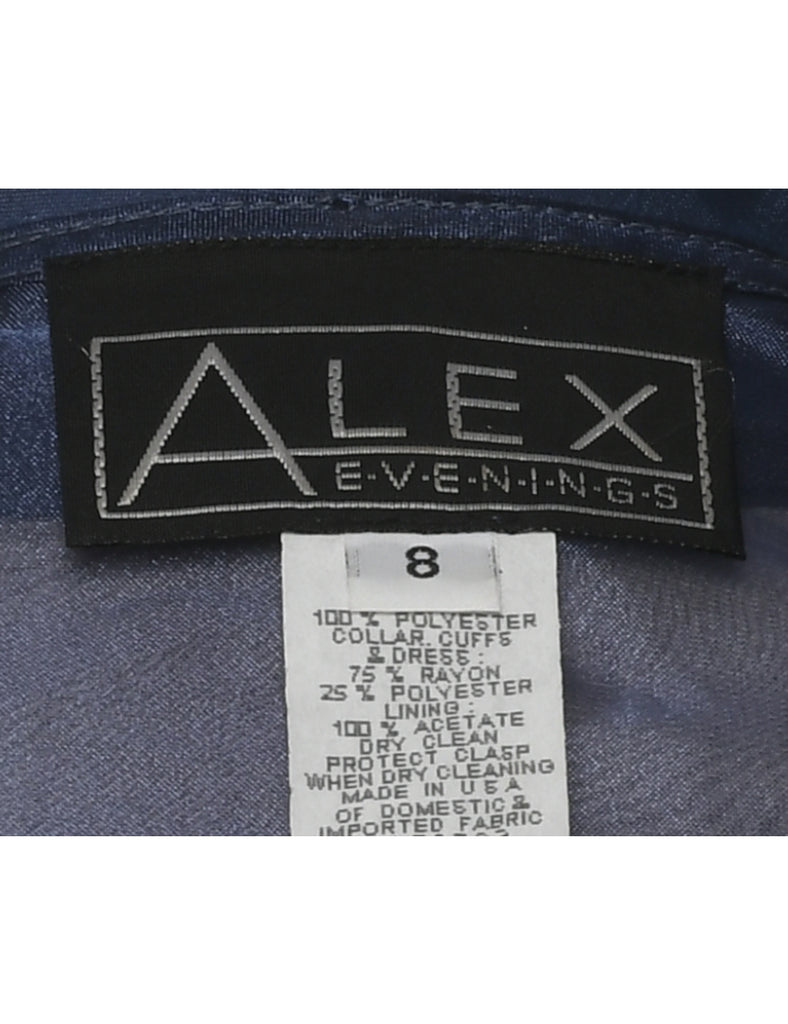 ALEX
E·V·E·N·I·N·G·S
8
100 % POLYESTER
COLLAR. CUFFS
& DRESS:
75 % RAYON
25 % POLYESTER
LINING:
100 % ACETATE
DRY CLEAN
PROTECT CLASP
WHEN DRY CLEANING
MADE IN U S A
OF DOMESTIC &
IMPORTED FABRIC